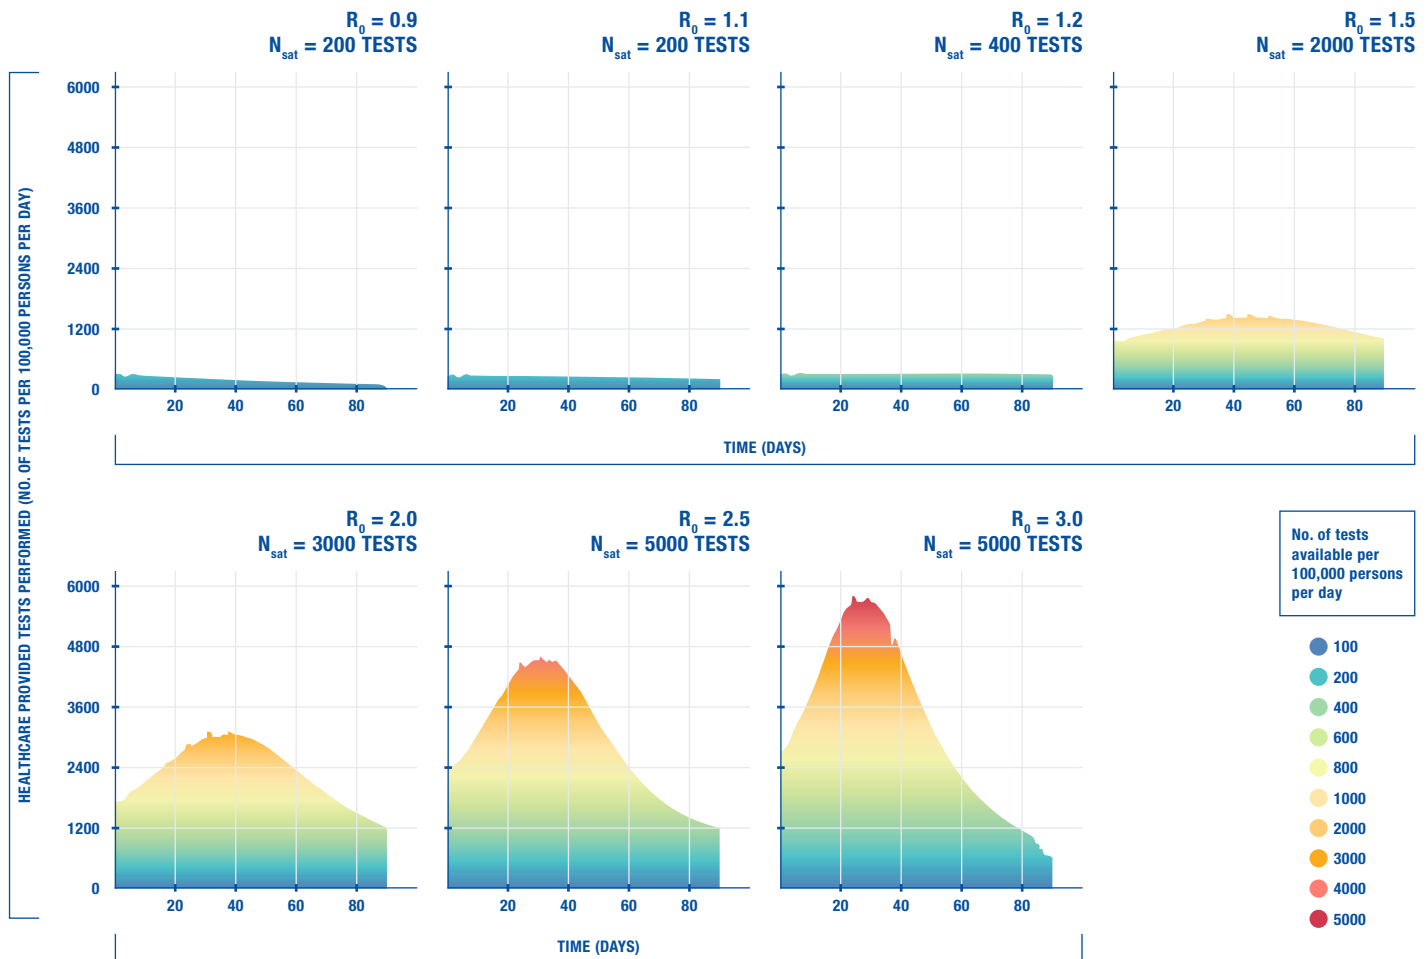 R0 = 0.9
Nsat = 200 TESTS
R0 = 1.1
Nsat = 200 TESTS
R0 = 1.2
Nsat = 400 TESTS
R0 = 1.5
Nsat = 2000 TESTS
HEALTHCARE PROVIDED TESTS PERFORMED (NO. OF TESTS PER 100,000 PERSONS PER DAY)
6000
4800
3600
2400
1200
0
20 40 60 80
20 40 60 80
20 40 60 80
20 40 60 80
TIME (DAYS)
R0 = 2.0
Nsat = 3000 TESTS
R0 = 2.5
Nsat = 5000 TESTS
R0 = 3.0
Nsat = 5000 TESTS
6000
4800
3600
2400
1200
0
20 40 60 80
20 40 60 80
20 40 60 80
TIME (DAYS)
No. of tests
available per
100,000 persons
per day
100
200
400
600
800
1000
2000
3000
4000
5000